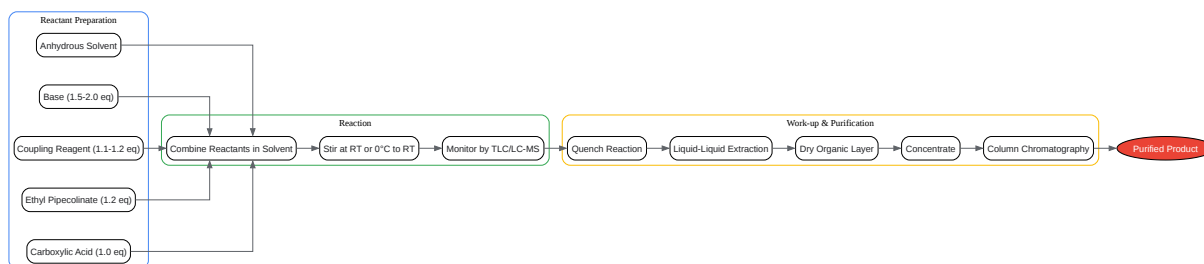 Reactant Preparation
Anhydrous Solvent
Base (1.5-2.0 eq)
Coupling Reagent (1.1-1.2 eq)
Ethyl Pipecolinate (1.2 eq)
Carboxylic Acid (1.0 eq)
Reaction
Combine Reactants in Solvent
Stir at RT or 0°C to RT
Monitor by TLC/LC-MS
Work-up & Purification
Quench Reaction
Liquid-Liquid Extraction
Dry Organic Layer
Concentrate
Column Chromatography
Purified Product